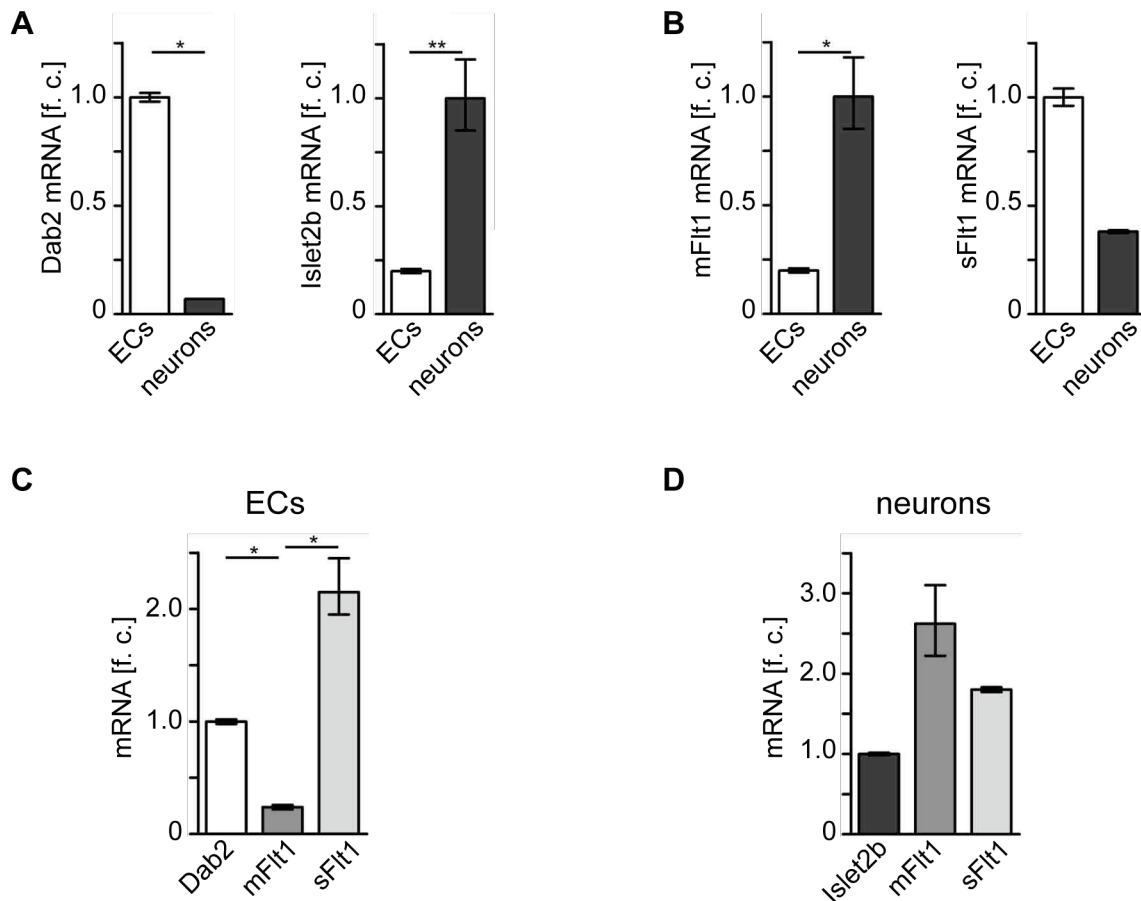 A
B
*
**
*
Dab2 mRNA [f. c.]
1.0
0.5
0
ECs
neurons
Islet2b mRNA [f. c.]
1.0
0.5
0
ECs
neurons
mFlt1 mRNA [f. c.]
1.0
0.5
0
ECs
neurons
sFlt1 mRNA [f. c.]
1.0
0.5
0
ECs
neurons
C
D
ECs
neurons
*
*
mRNA [f. c.]
2.0
1.0
0
Dab2
mFlt1
sFlt1
mRNA [f. c.]
3.0
2.0
1.0
0
Islet2b
mFlt1
sFlt1